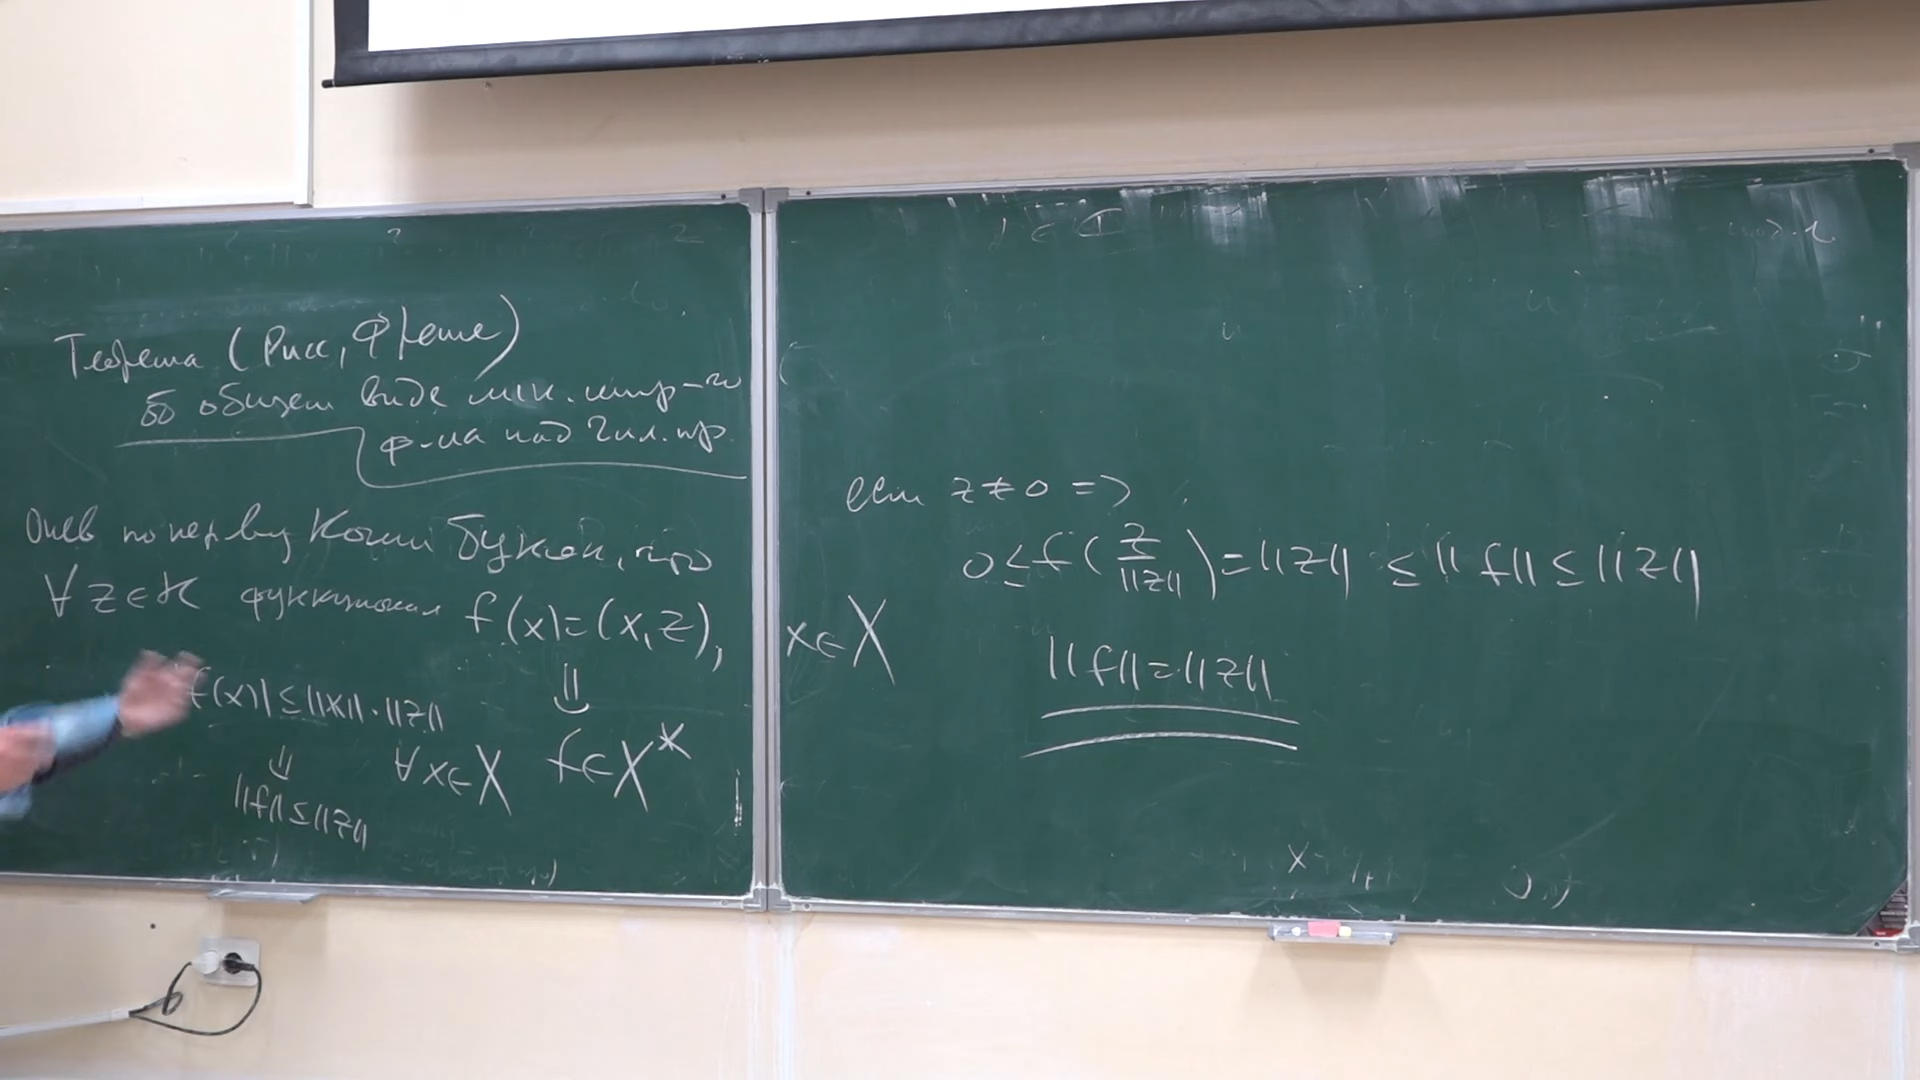 Теорема (Рисс, Фреше)
об общем виде лин. непр-го
ф-ла над Гил. пр.
Очев по нер-ву Коши Буняк, что
∀ z ∈ X функционал f(x)=(x,z), x∈X
f(x)| ≤ ||x||·||z|| ⇓
⇓ ∀ x∈X f∈X*
||f|| ≤ ||z||
если z≠0 =>
0 ≤ f(z/||z||) = ||z|| ≤ ||f|| ≤ ||z||
||f||=||z||